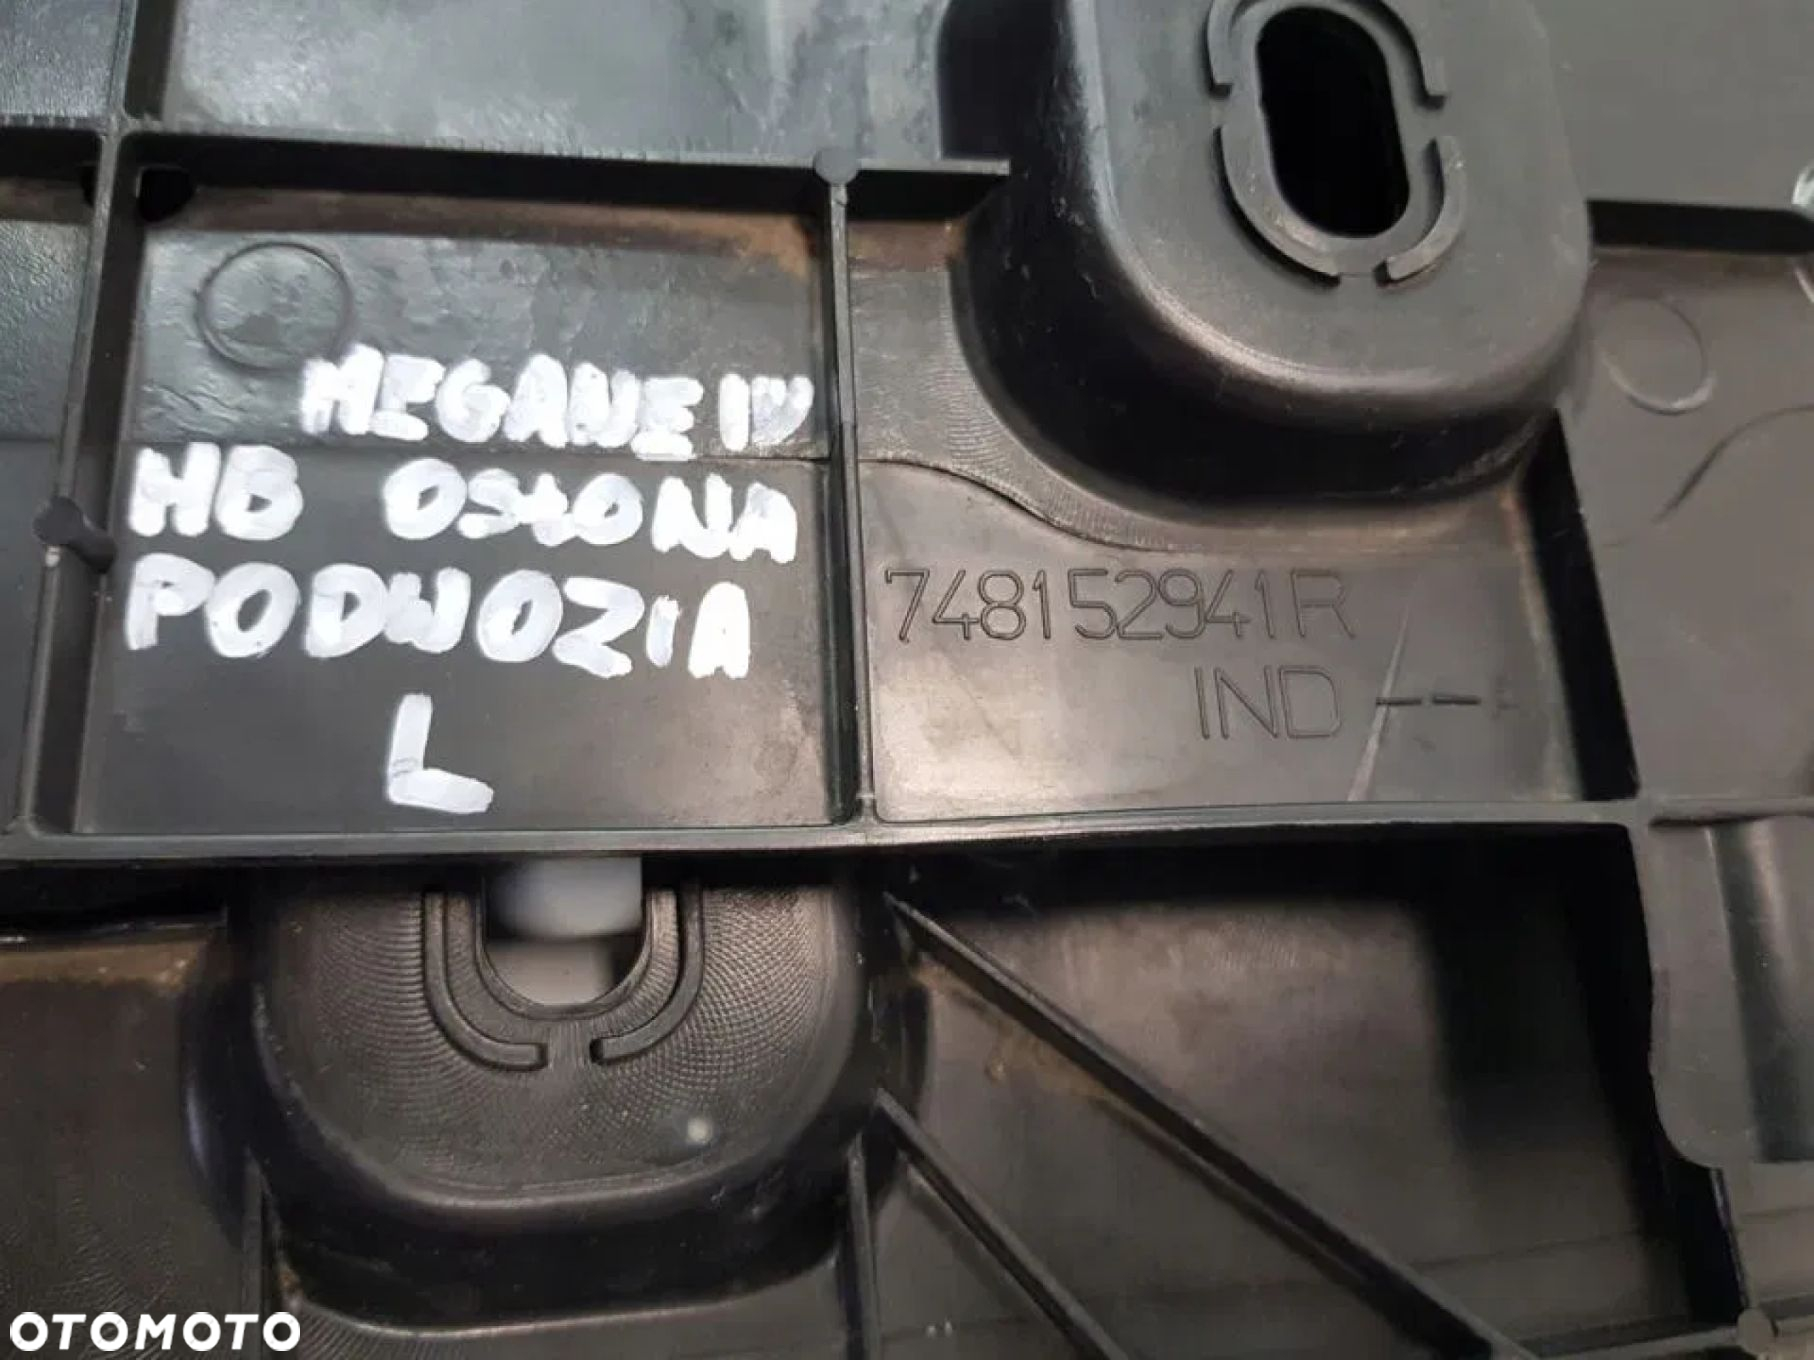 MEGANE IV
HB OSŁONA
PODWOZIA
L
748152941R
IND --
OTOMOTO